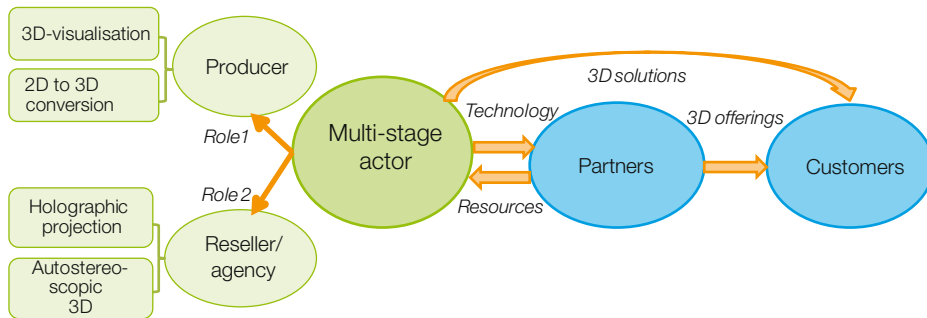 3D-visualisation
2D to 3D
conversion
Producer
Role1
Role 2
Holographic
projection
Autostereo-
scopic
3D
Reseller/
agency
Multi-stage
actor
3D solutions
Technology
Resources
Partners
3D offerings
Customers